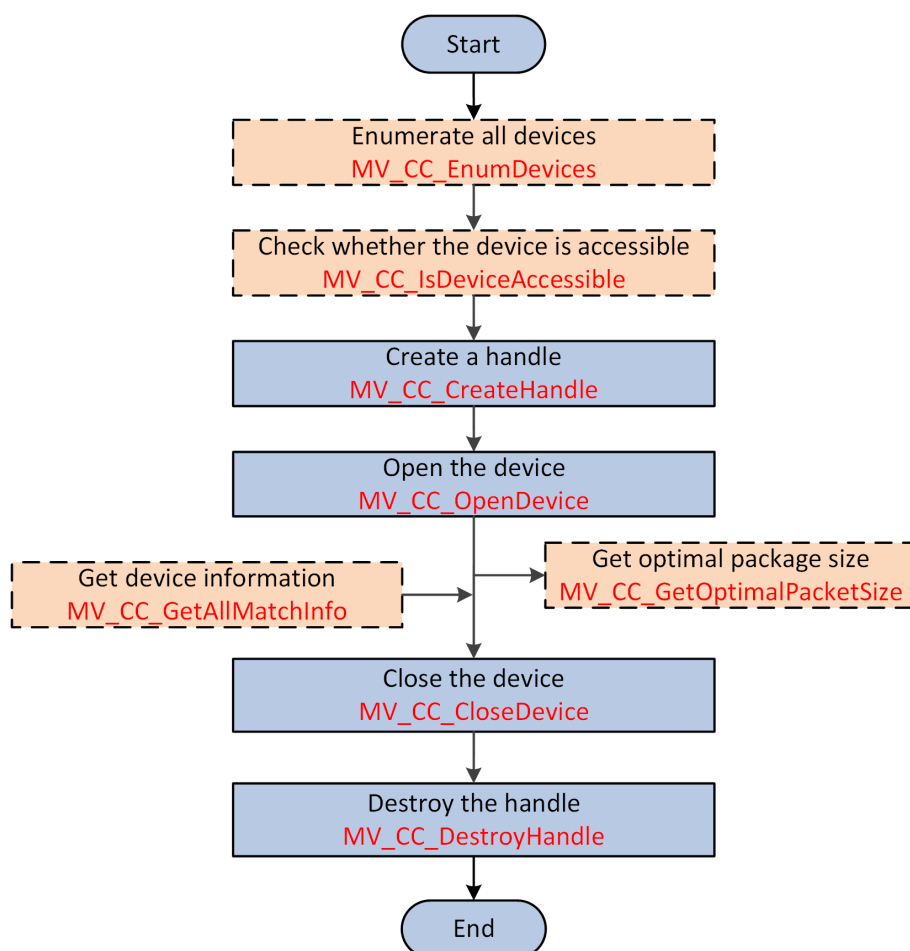 Start
Enumerate all devices
MV_CC_EnumDevices
Check whether the device is accessible
MV_CC_IsDeviceAccessible
Create a handle
MV_CC_CreateHandle
Open the device
MV_CC_OpenDevice
Get device information
MV_CC_GetAllMatchInfo
Get optimal package size
MV_CC_GetOptimalPacketSize
Close the device
MV_CC_CloseDevice
Destroy the handle
MV_CC_DestroyHandle
End